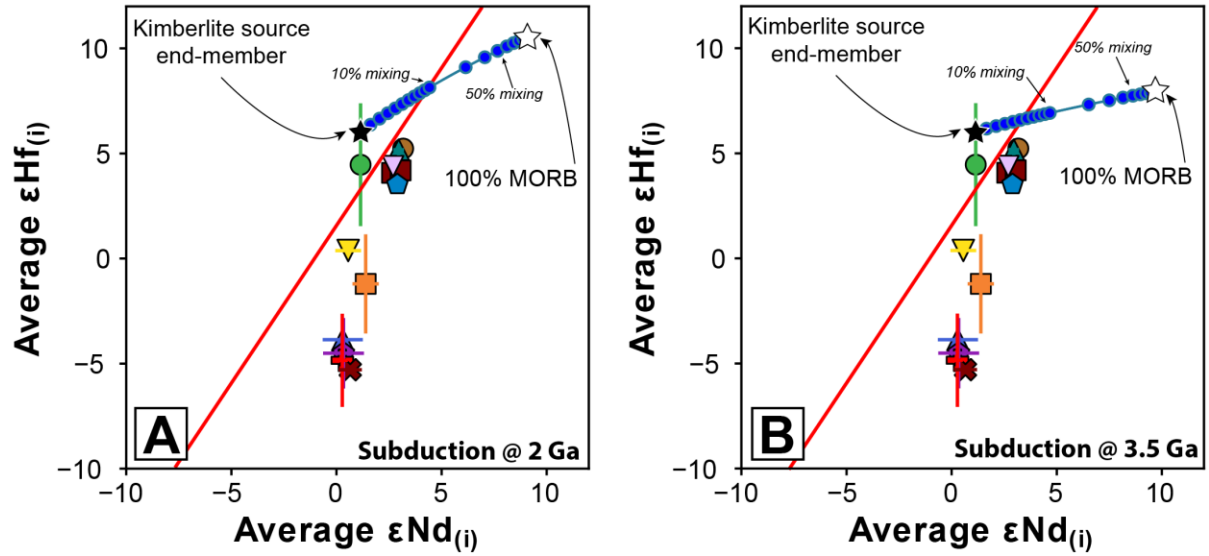 Kimberlite source
end-member
10% mixing
50% mixing
100% MORB
10
5
0
−5
−10
Average εHf(i)
A
Subduction @ 2 Ga
−10 −5 0 5 10
Average εNd(i)
Kimberlite source
end-member
50% mixing
10% mixing
100% MORB
10
5
0
−5
−10
Average εHf(i)
B
Subduction @ 3.5 Ga
−10 −5 0 5 10
Average εNd(i)